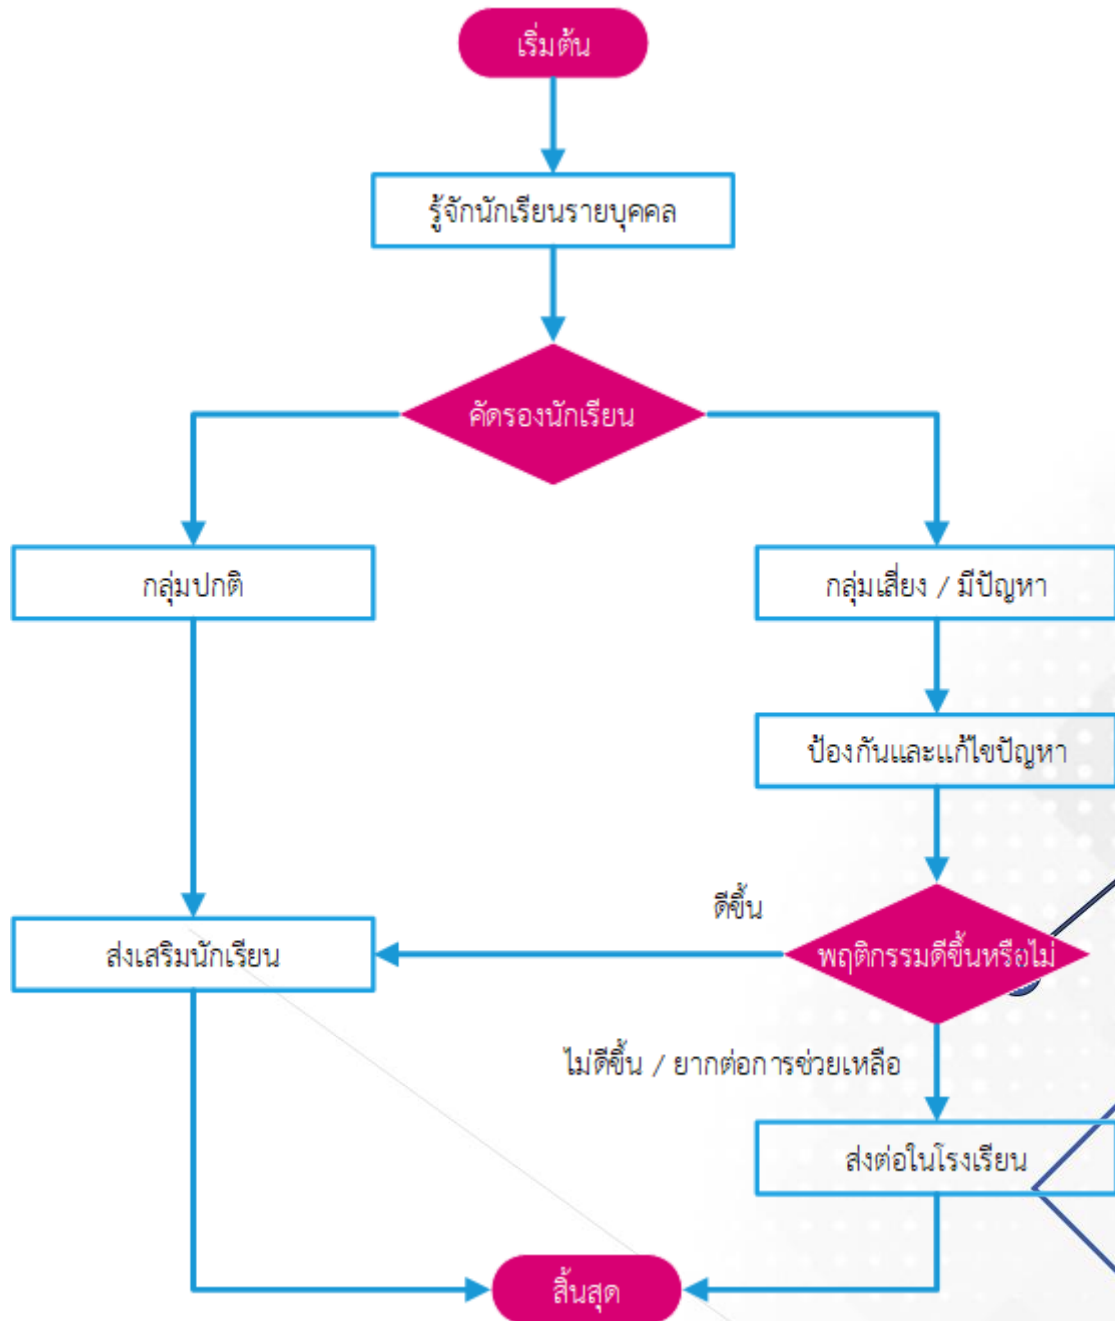 เริ่มต้น
รู้จักนักเรียนรายบุคคล
คัดรองนักเรียน
กลุ่มปกติ
กลุ่มเสี่ยง / มีปัญหา
ป้องกันและแก้ไขปัญหา
ดีขึ้น
ส่งเสริมนักเรียน
พฤติกรรมดีขึ้นหรือไม่
ไม่ดีขึ้น / ยากต่อการช่วยเหลือ
ส่งต่อในโรงเรียน
สิ้นสุด